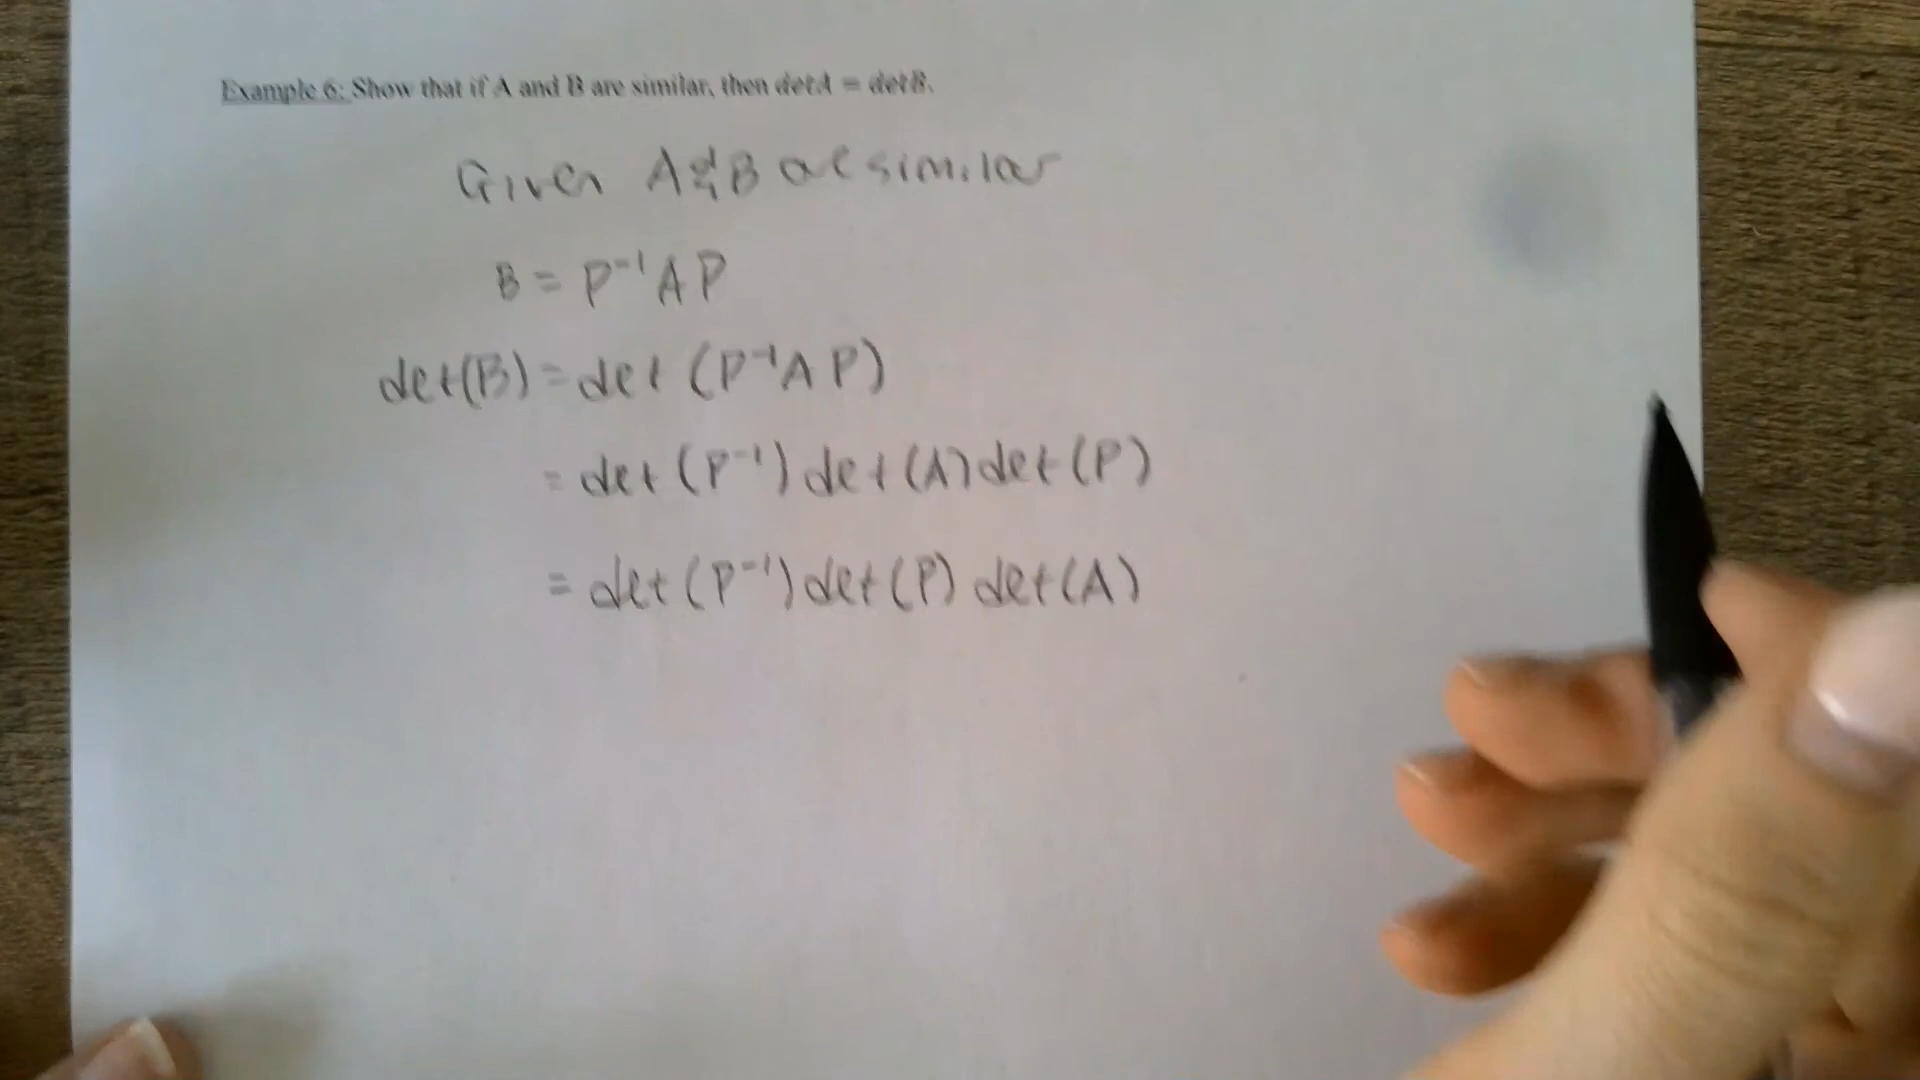 Example 6: Show that if A and B are similar, then detA = detB.
Given A & B are similar
B = P⁻¹AP
det(B) = det (P⁻¹AP)
= det (P⁻¹) det (A) det (P)
= det (P⁻¹) det (P) det (A)